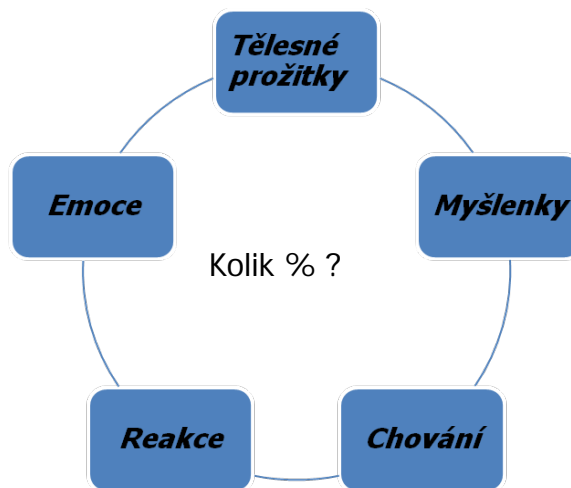 Tělesné
prožitky
Emoce
Myšlenky
Kolik % ?
Reakce
Chování